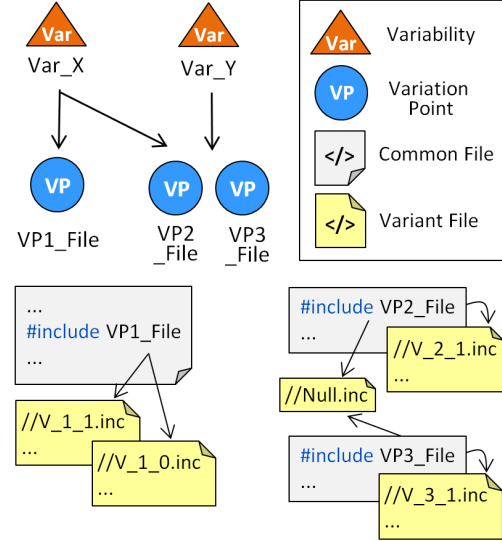 Var
Var_X
Var
Var_Y
VP
VP1_File
VP
VP2
_File
VP
VP3
_File
Var
Variability
VP
Variation
Point
</>
Common File
</>
Variant File
...
#include VP1_File
...
//V_1_1.inc
...
//V_1_0.inc
...
#include VP2_File
...
//V_2_1.inc
...
//Null.inc
#include VP3_File
...
//V_3_1.inc
...